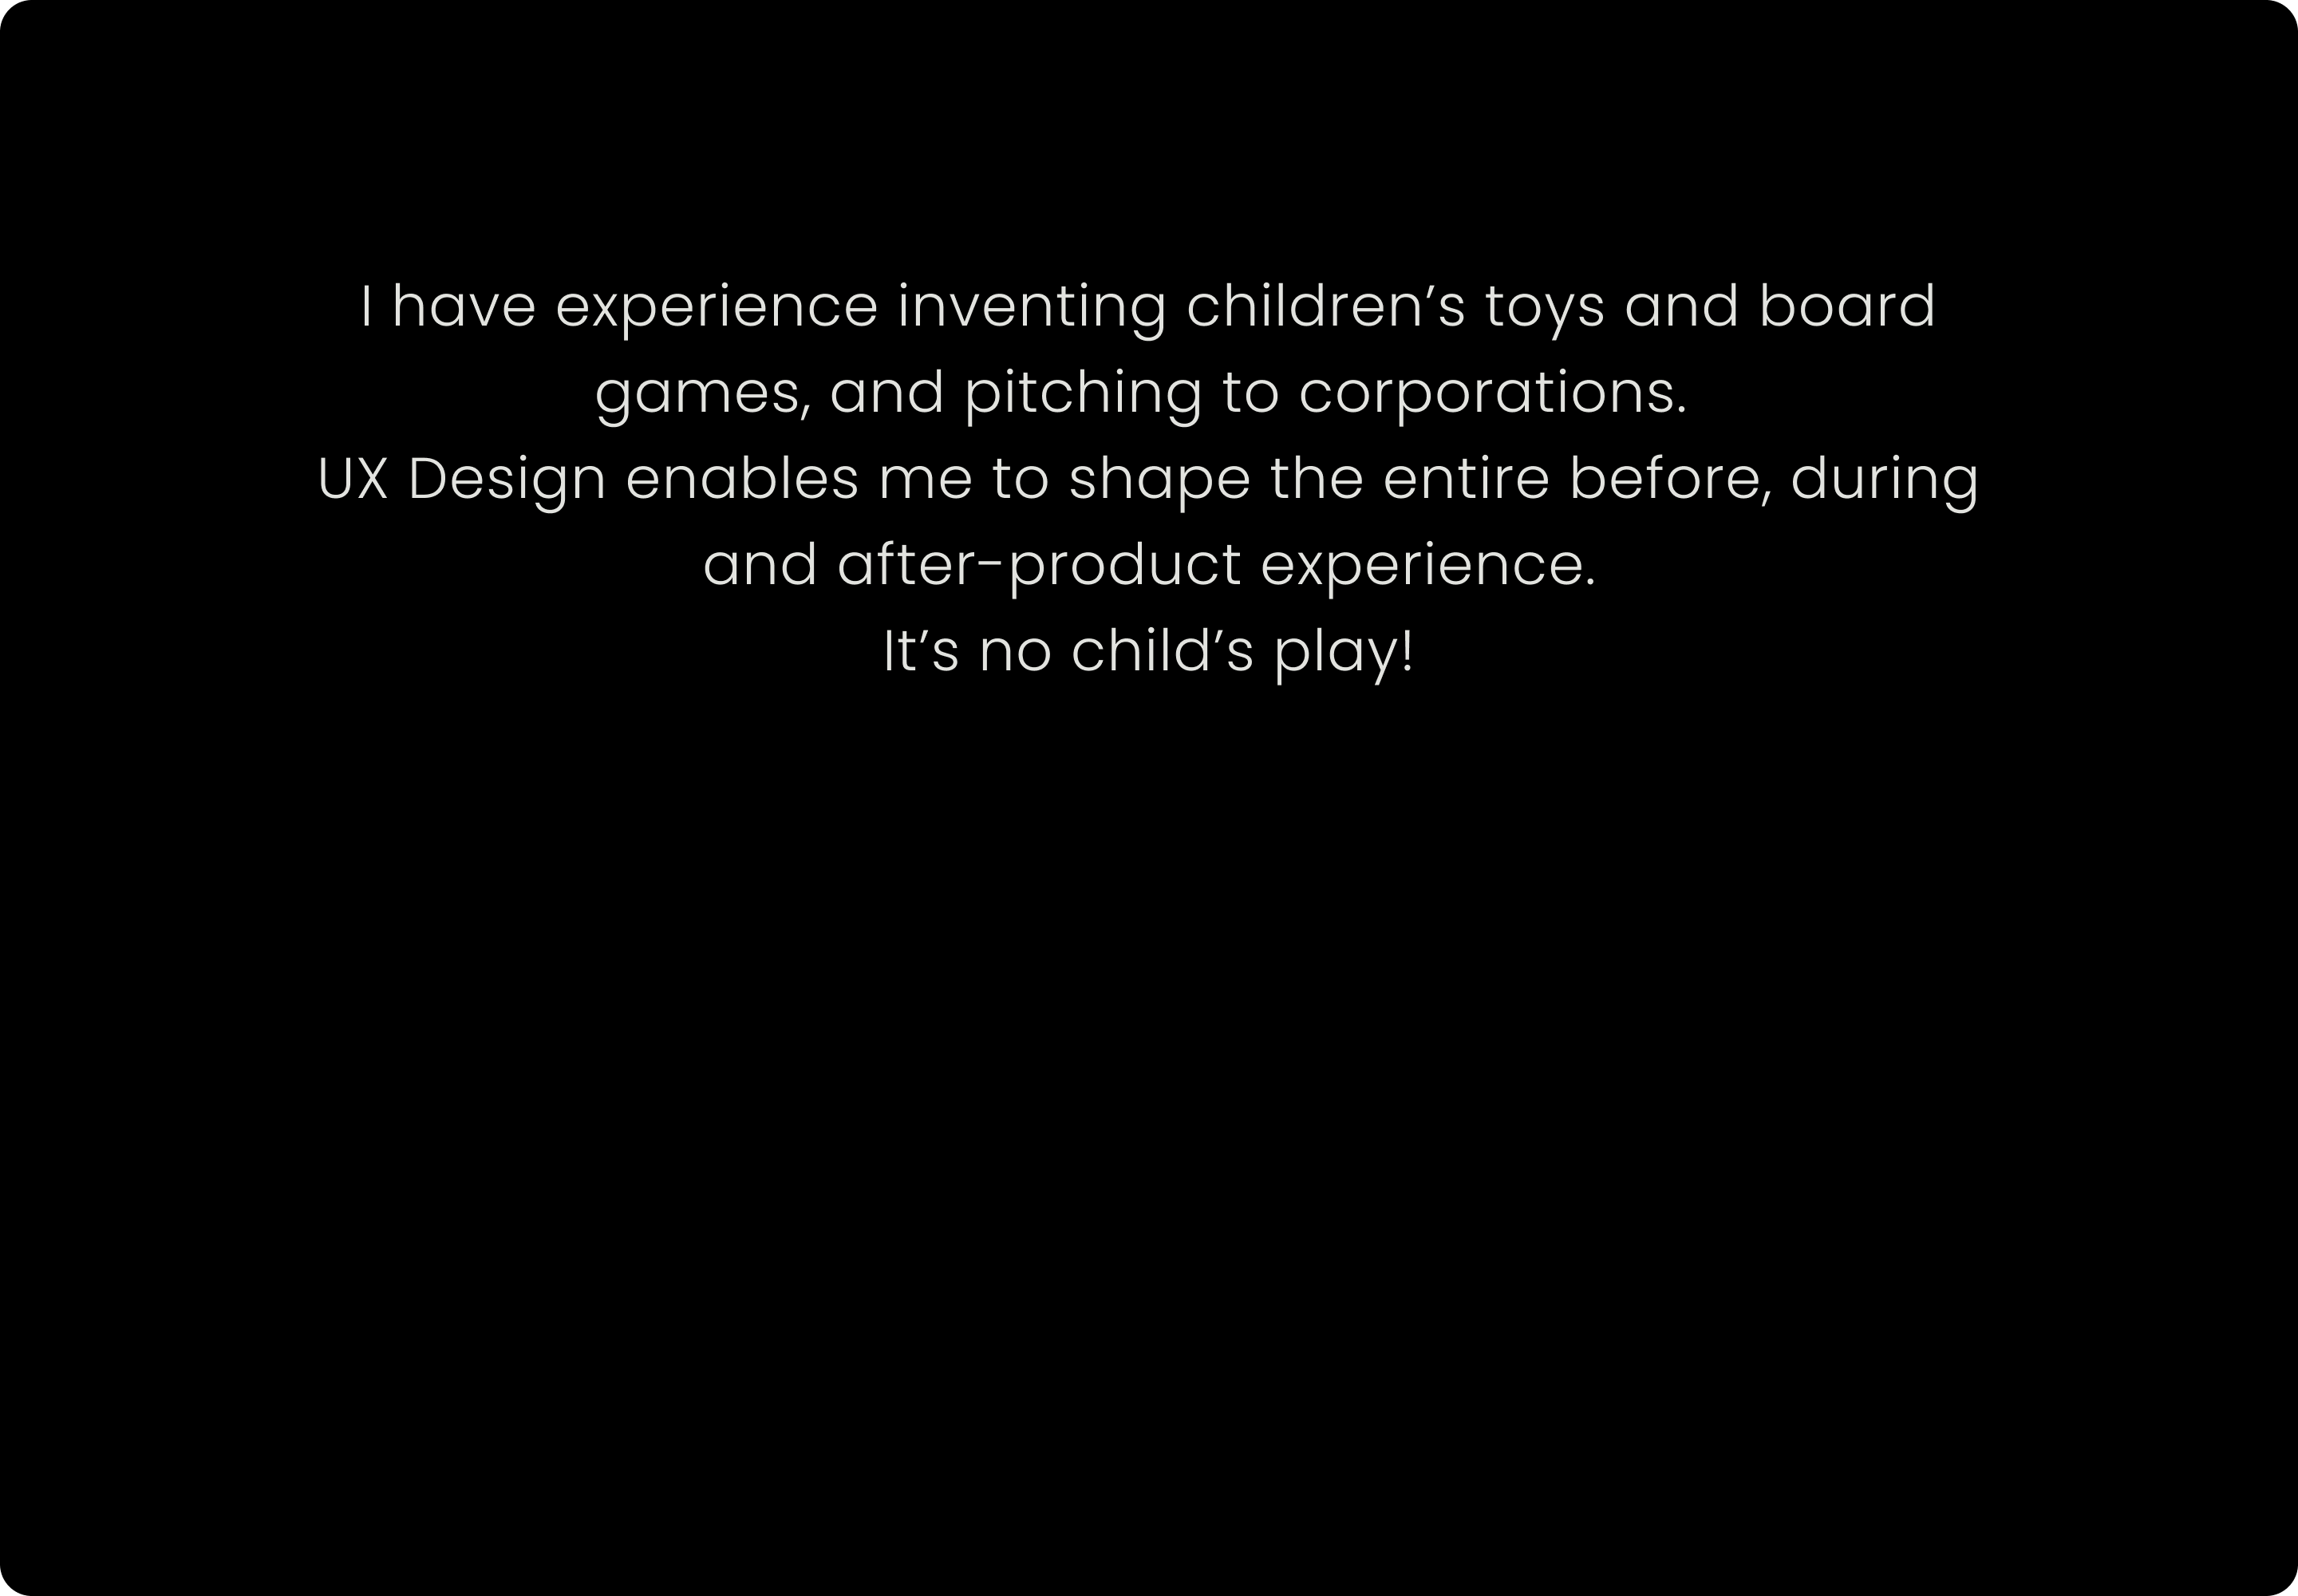 I have experience inventing children’s toys and board
games, and pitching to corporations.
UX Design enables me to shape the entire before, during
and after-product experience.
It’s no child’s play!